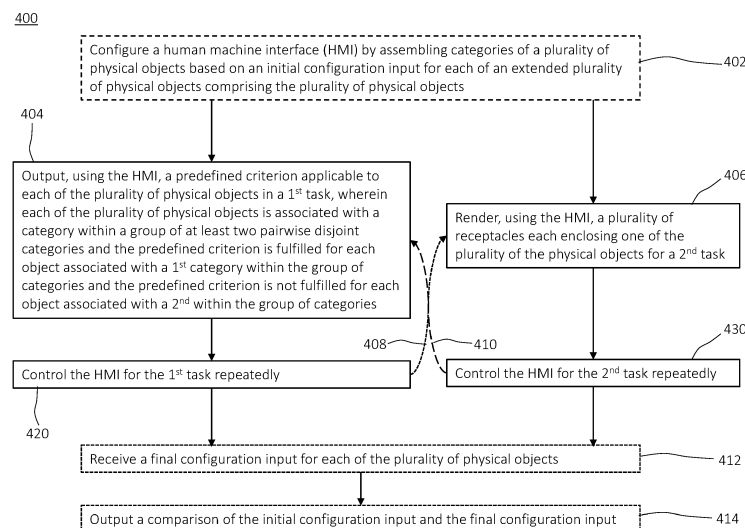 400
Configure a human machine interface (HMI) by assembling categories of a plurality of
physical objects based on an initial configuration input for each of an extended plurality
of physical objects comprising the plurality of physical objects
402
404
Output, using the HMI, a predefined criterion applicable to
each of the plurality of physical objects in a 1st task, wherein
each of the plurality of physical objects is associated with a
category within a group of at least two pairwise disjoint
categories and the predefined criterion is fulfilled for each
object associated with a 1st category within the group of
categories and the predefined criterion is not fulfilled for each
object associated with a 2nd within the group of categories
406
Render, using the HMI, a plurality of
receptacles each enclosing one of the
plurality of the physical objects for a 2nd task
408
410
430
Control the HMI for the 1st task repeatedly
Control the HMI for the 2nd task repeatedly
420
Receive a final configuration input for each of the plurality of physical objects
412
Output a comparison of the initial configuration input and the final configuration input
414